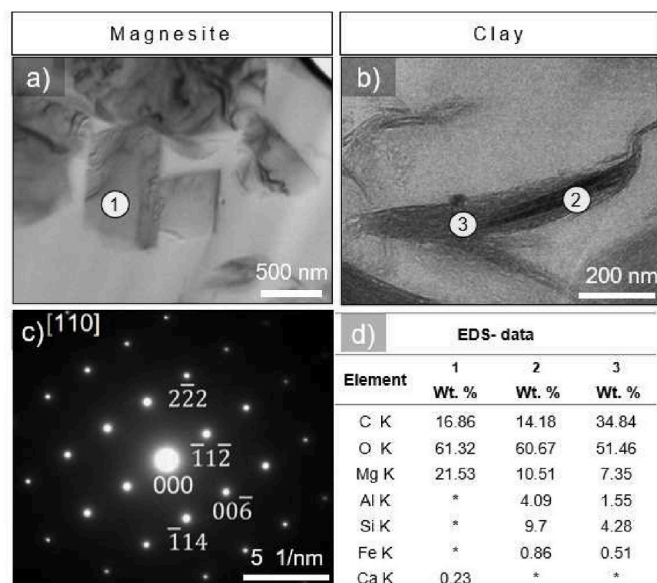 Magnesite
Clay
a)
1
500 nm
b)
2
3
200 nm
c)
[1̄10]
22̄2
1̄12̄
000
006̄
1̄14
5 1/nm
d)
EDS- data
Element 1 2 3
Wt. % Wt. % Wt. %
C K 16.86 14.18 34.84
O K 61.32 60.67 51.46
Mg K 21.53 10.51 7.35
Al K * 4.09 1.55
Si K * 9.7 4.28
Fe K * 0.86 0.51
Ca K 0.23 * *